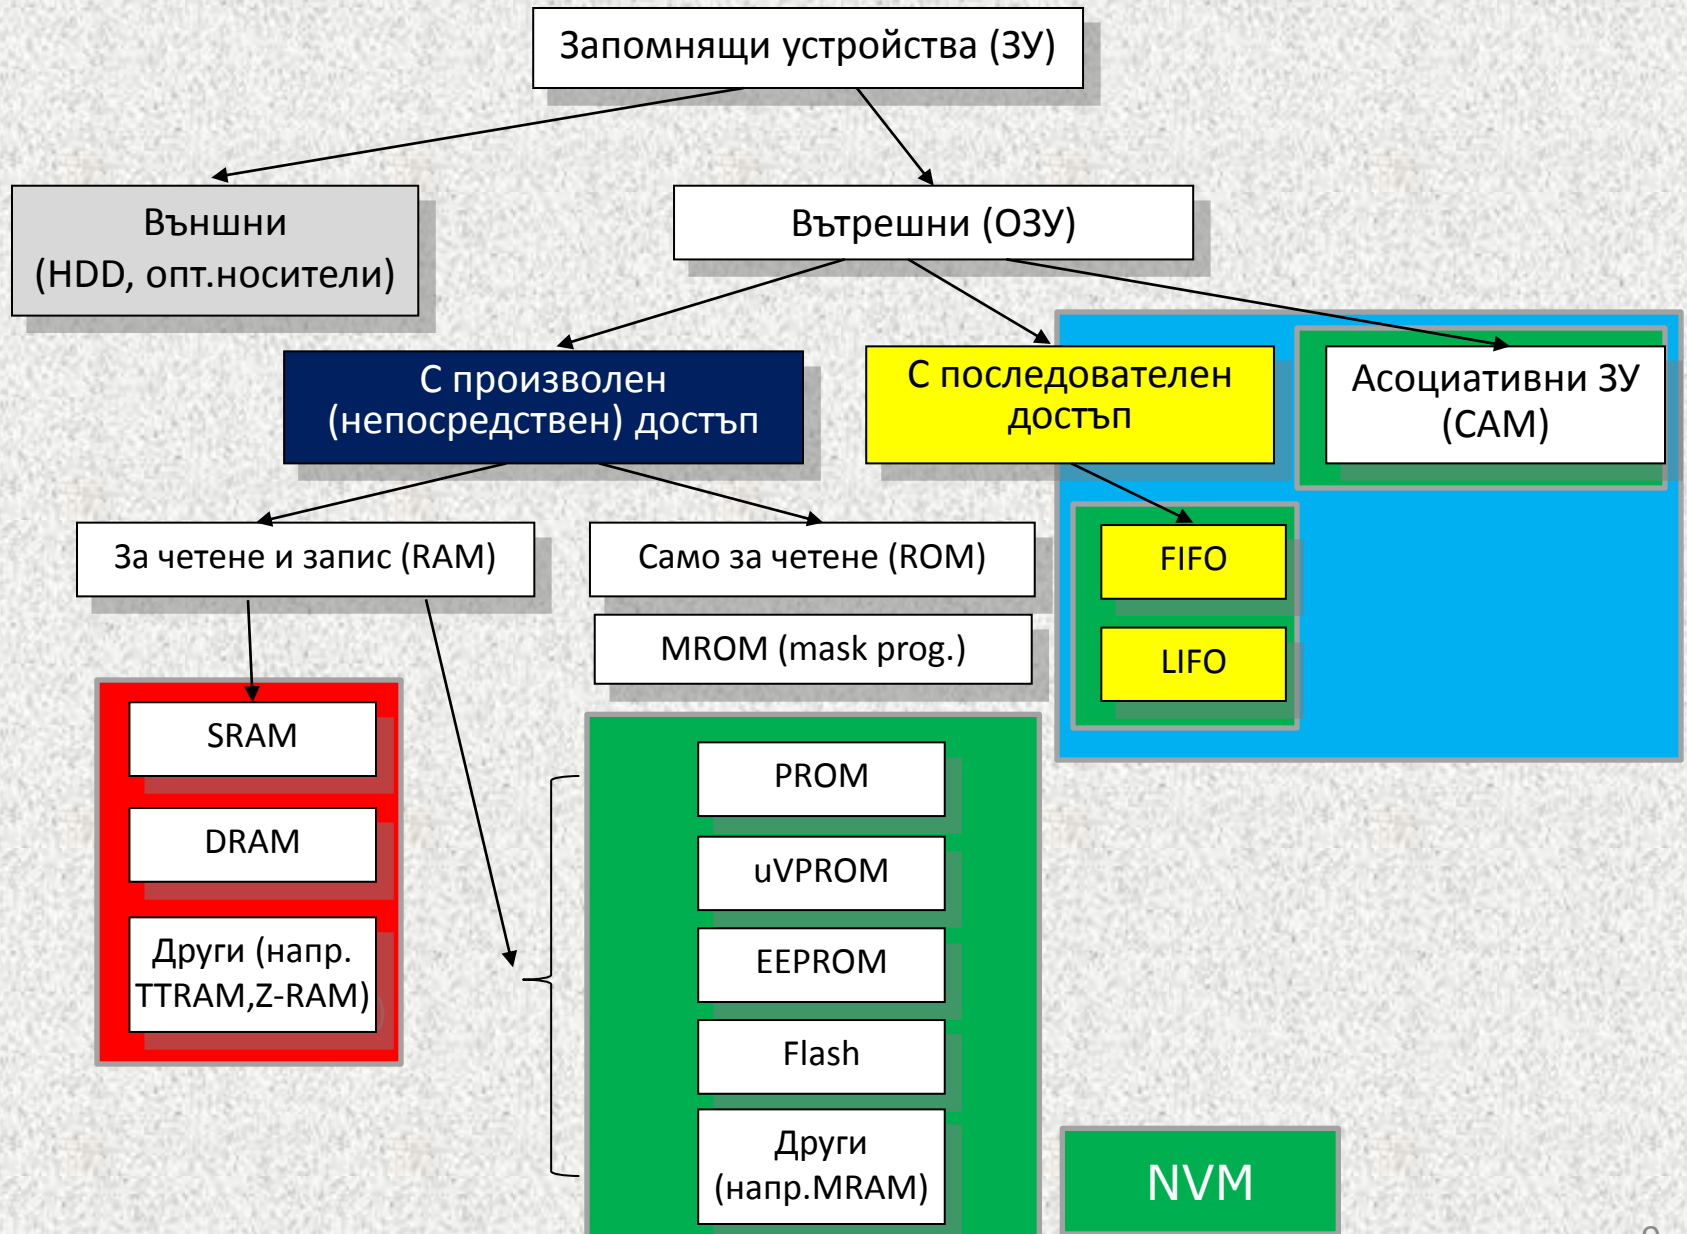 Запомнящи устройства (ЗУ)
Външни
(HDD, опт.носители)
Вътрешни (ОЗУ)
С произволен
(непосредствен) достъп
С последователен
достъп
Асоциативни ЗУ
(CAM)
За четене и запис (RAM)
Само за четене (ROM)
FIFO
MROM (mask prog.)
LIFO
SRAM
DRAM
Други (напр.
TTRAM,Z-RAM)
PROM
uVPROM
EEPROM
Flash
Други
(напр.MRAM)
NVM